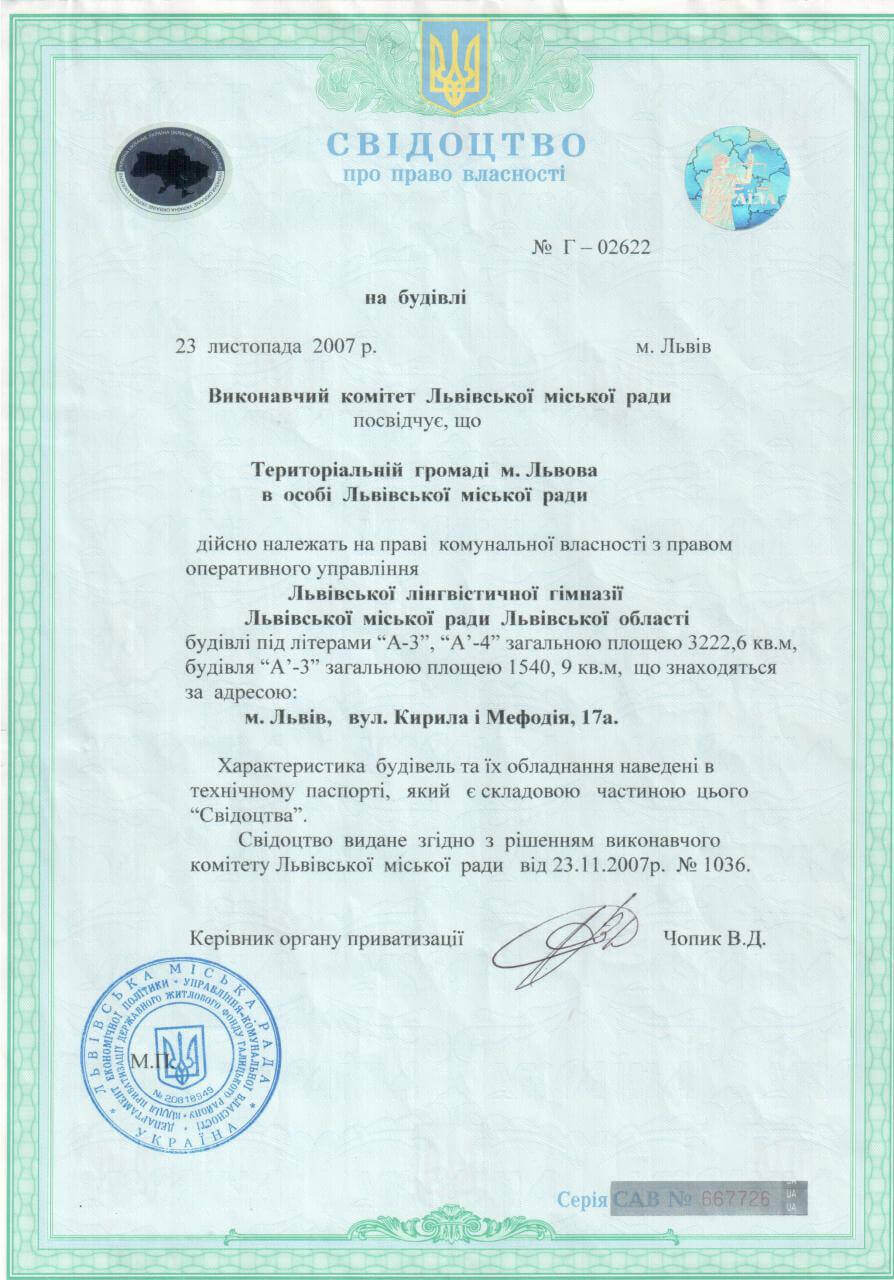 СВІДОЦТВО
про право власності
№ Г – 02622
на будівлі
23 листопада 2007 р. м. Львів
Виконавчий комітет Львівської міської ради
посвідчує, що
Територіальній громаді м. Львова
в особі Львівської міської ради
дійсно належать на праві комунальної власності з правом
оперативного управління
Львівської лінгвістичної гімназії
Львівської міської ради Львівської області
будівлі під літерами “А-3”, “А’-4” загальною площею 3222,6 кв.м,
будівля “А’-3” загальною площею 1540, 9 кв.м, що знаходяться
за адресою:
м. Львів, вул. Кирила і Мефодія, 17а.
Характеристика будівель та їх обладнання наведені в
технічному паспорті, який є складовою частиною цього
“Свідоцтва”.
Свідоцтво видане згідно з рішенням виконавчого
комітету Львівської міської ради від 23.11.2007р. № 1036.
Керівник органу приватизації Чопик В.Д.
М.П.
ЛЬВІВСЬКА МІСЬКА РАДА
УКРАЇНА
ДЕПАРТАМЕНТ ЕКОНОМІЧНОЇ ПОЛІТИКИ * УПРАВЛІННЯ КОМУНАЛЬНОЇ ВЛАСНОСТІ
ПРИВАТИЗАЦІЇ ДЕРЖАВНОГО ЖИТЛОВОГО ФОНДУ ГАЛИЦЬКОГО РАЙОНУ
№ 20818949
Серія САВ № 667726
UA
UA